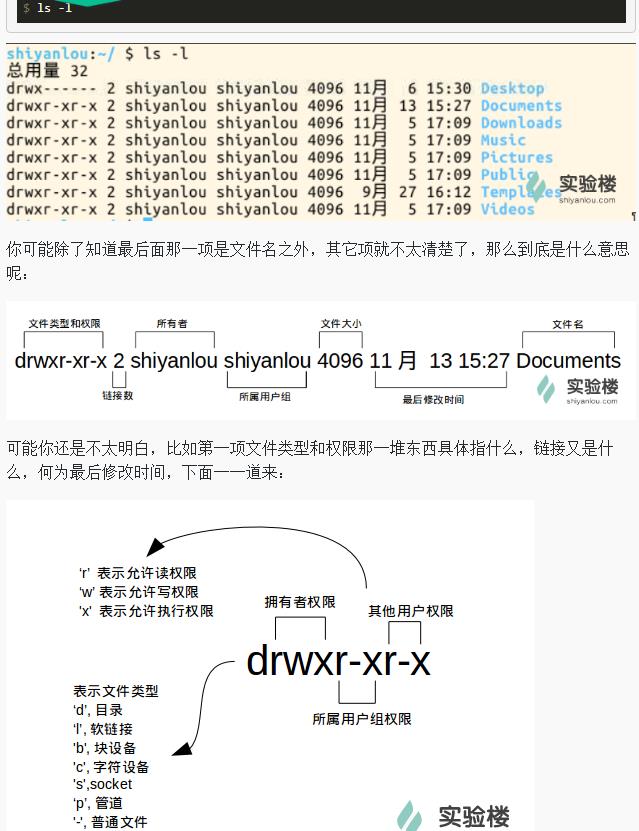 $ ls -l
shiyanlou:~/ $ ls -l
总用量 32
drwx------ 2 shiyanlou shiyanlou 4096 11月  6 15:30 Desktop
drwxr-xr-x 2 shiyanlou shiyanlou 4096 11月 13 15:27 Documents
drwxr-xr-x 2 shiyanlou shiyanlou 4096 11月  5 17:09 Downloads
drwxr-xr-x 2 shiyanlou shiyanlou 4096 11月  5 17:09 Music
drwxr-xr-x 2 shiyanlou shiyanlou 4096 11月  5 17:09 Pictures
drwxr-xr-x 2 shiyanlou shiyanlou 4096 11月  5 17:09 Public
drwxr-xr-x 2 shiyanlou shiyanlou 4096  9月 27 16:12 Templates
drwxr-xr-x 2 shiyanlou shiyanlou 4096 11月  5 17:09 Videos
实验楼
shiyanlou.com
你可能除了知道最后面那一项是文件名之外，其它项就不太清楚了，那么到底是什么意思
呢：
文件类型和权限 所有者 文件大小 文件名
drwxr-xr-x 2 shiyanlou shiyanlou 4096 11 月 13 15:27 Documents
链接数 所属用户组 最后修改时间
实验楼
shiyanlou.com
可能你还是不太明白，比如第一项文件类型和权限那一堆东西具体指什么，链接又是什
么，何为最后修改时间，下面一一道来：
‘r’ 表示允许读权限
‘w’ 表示允许写权限
'x' 表示允许执行权限
拥有者权限 其他用户权限
drwxr-xr-x
所属用户组权限
表示文件类型
‘d’, 目录
‘l’, 软链接
'b', 块设备
'c', 字符设备
's',socket
‘p’, 管道
'-', 普通文件
实验楼